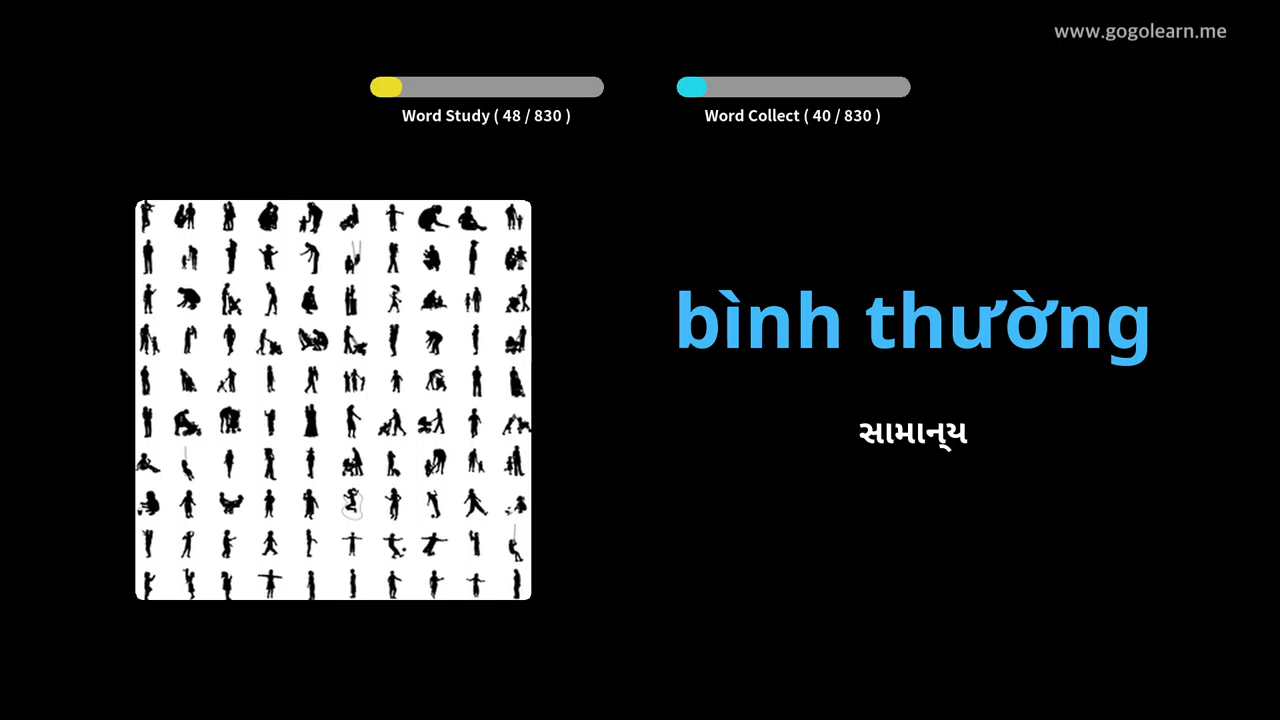 www.gogolearn.me
Word Study ( 48 / 830 )
Word Collect ( 40 / 830 )
bình thường
સામાન્ય